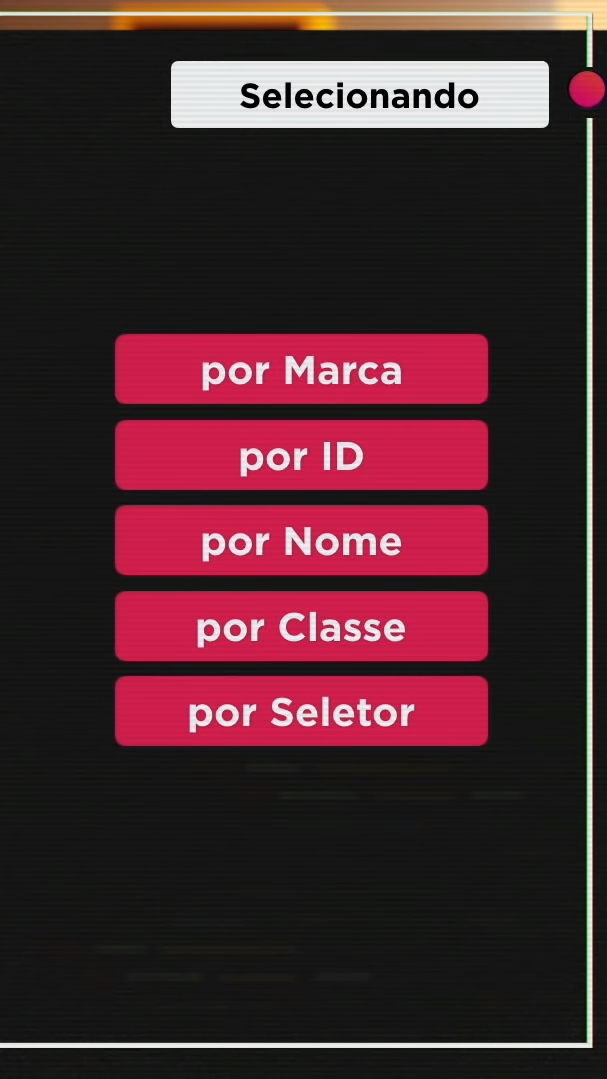 Selecionando
por Marca
por ID
por Nome
por Classe
por Seletor